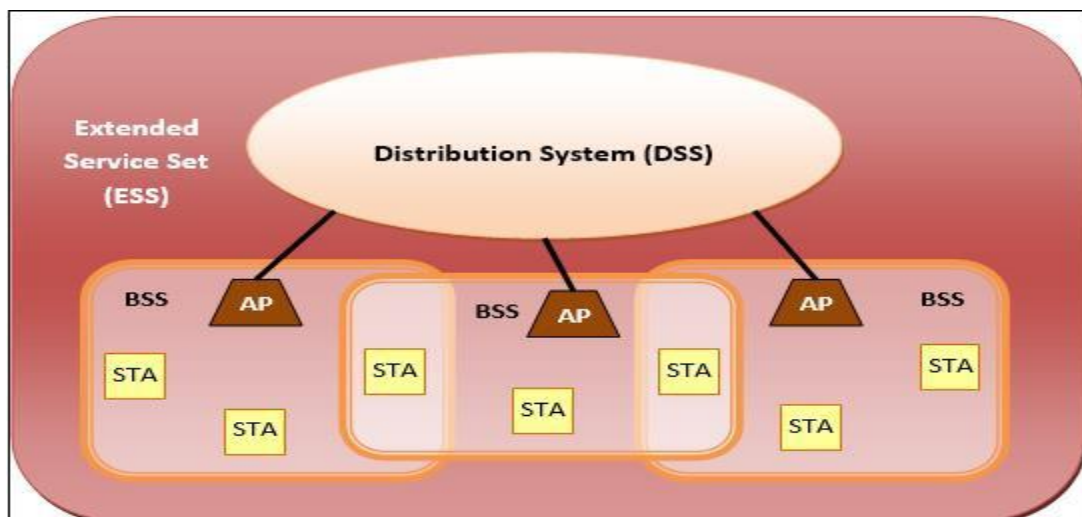 Extended
Service Set
(ESS)
Distribution System (DSS)
BSS
AP
BSS
AP
AP
BSS
STA
STA
STA
STA
STA
STA
STA